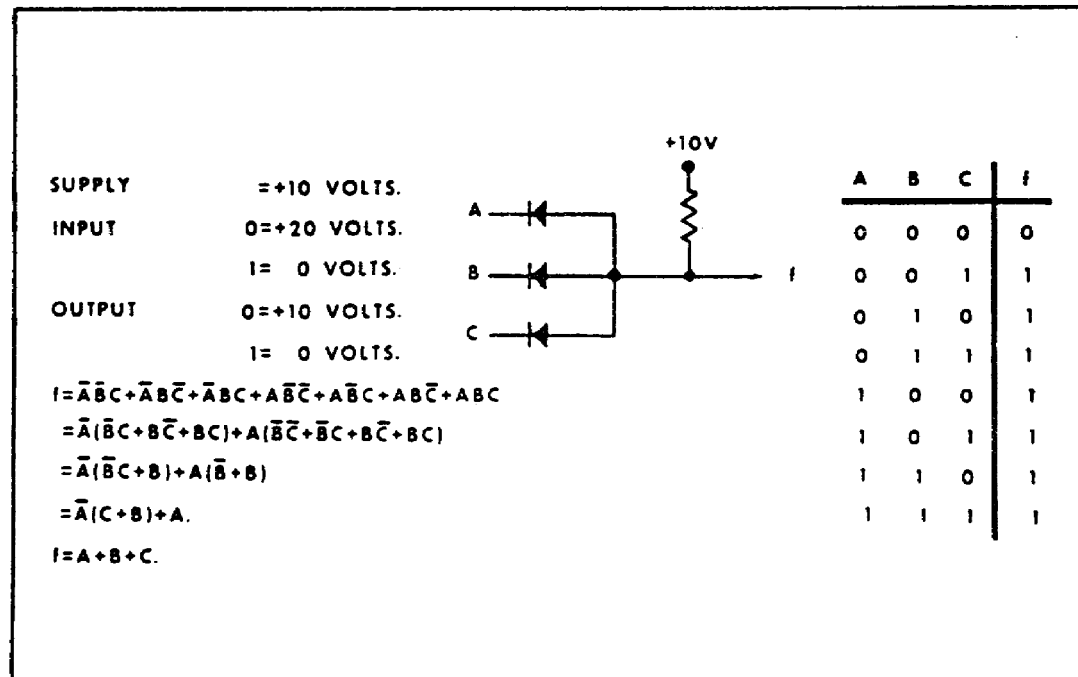 +10V
SUPPLY =+10 VOLTS.
INPUT 0=+20 VOLTS.
1= 0 VOLTS.
OUTPUT 0=+10 VOLTS.
1= 0 VOLTS.
A
B
C
f
f=A̅B̅C+A̅BC̅+A̅BC+AB̅C̅+AB̅C+ABC̅+ABC
=A̅(B̅C+BC̅+BC)+A(B̅C̅+B̅C+BC̅+BC)
=A̅(B̅C+B)+A(B̅+B)
=A̅(C+B)+A.
f=A+B+C.
A B C f
0 0 0 0
0 0 1 1
0 1 0 1
0 1 1 1
1 0 0 1
1 0 1 1
1 1 0 1
1 1 1 1